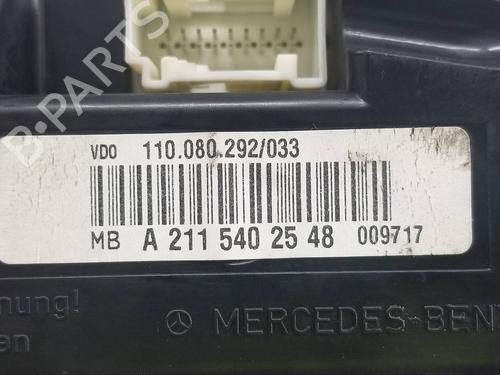 B-PARTS
VDO 110.080.292/033
MB A 211 540 25 48 009717
nung!
en
MERCEDES-BEN